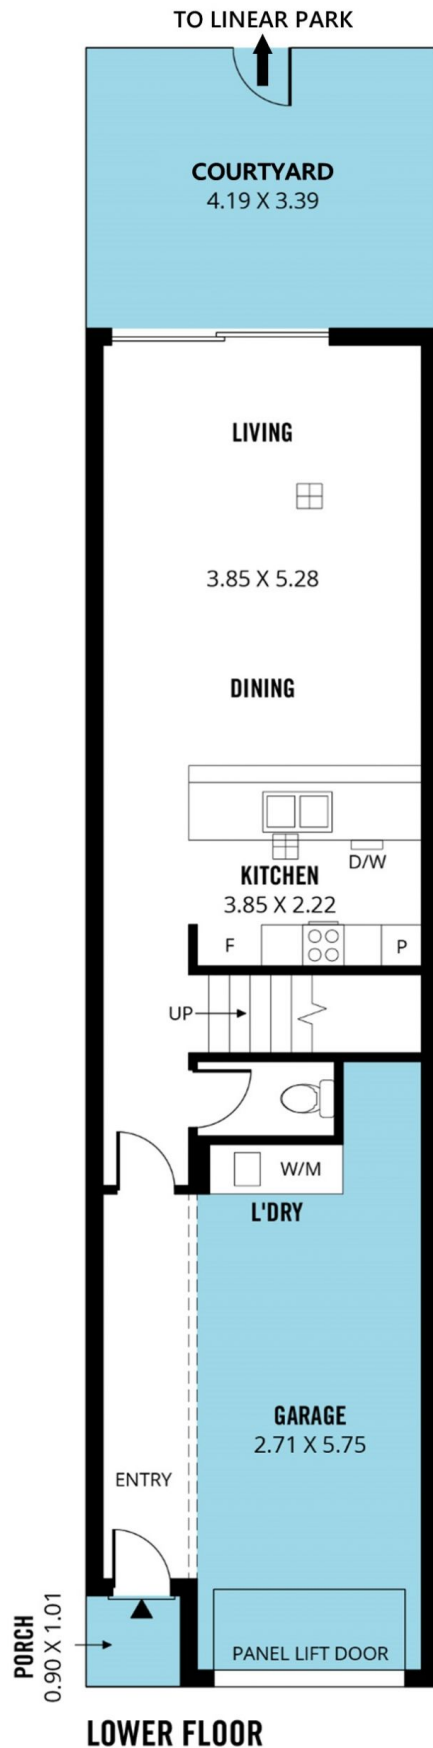 TO LINEAR PARK
COURTYARD
4.19 X 3.39
LIVING
3.85 X 5.28
DINING
D/W
KITCHEN
3.85 X 2.22
F
P
UP
W/M
L'DRY
GARAGE
2.71 X 5.75
ENTRY
PORCH
0.90 X 1.01
PANEL LIFT DOOR
LOWER FLOOR